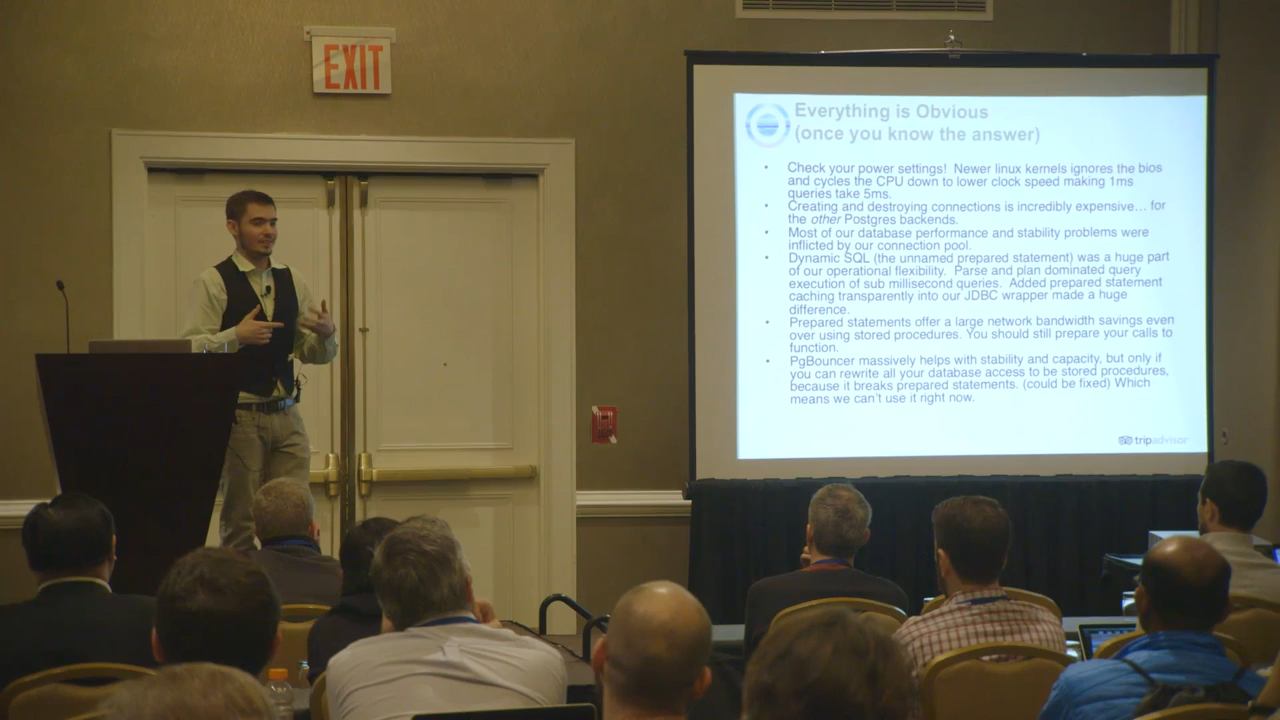 EXIT
Everything is Obvious
(once you know the answer)
• Check your power settings! Newer linux kernels ignores the bios
and cycles the CPU down to lower clock speed making 1ms
queries take 5ms.
• Creating and destroying connections is incredibly expensive… for
the other Postgres backends.
• Most of our database performance and stability problems were
inflicted by our connection pool.
• Dynamic SQL (the unnamed prepared statement) was a huge part
of our operational flexibility. Parse and plan dominated query
execution of sub millisecond queries. Added prepared statement
caching transparently into our JDBC wrapper made a huge
difference.
• Prepared statements offer a large network bandwidth savings even
over using stored procedures. You should still prepare your calls to
function.
• PgBouncer massively helps with stability and capacity, but only if
you can rewrite all your database access to be stored procedures,
because it breaks prepared statements. (could be fixed) Which
means we can't use it right now.
tripadvisor